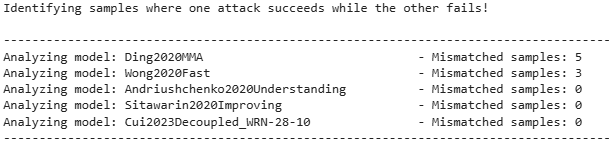 Identifying samples where one attack succeeds while the other fails!
--------------------------------------------------------------------------------
Analyzing model: Ding2020MMA - Mismatched samples: 5
Analyzing model: Wong2020Fast - Mismatched samples: 3
Analyzing model: Andriushchenko2020Understanding - Mismatched samples: 0
Analyzing model: Sitawarin2020Improving - Mismatched samples: 0
Analyzing model: Cui2023Decoupled_WRN-28-10 - Mismatched samples: 0
--------------------------------------------------------------------------------